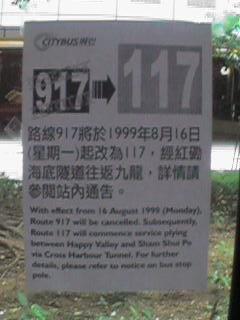 CITYBUS 城巴
917 117
路線917將於1999年8月16日
(星期一)起改為117，經紅磡
海底隧道往返九龍，詳情請
參閱站內通告。
With effect from 16 August 1999 (Monday),
Route 917 will be cancelled. Subsequently,
Route 117 will commence service plying
between Happy Valley and Sham Shui Po
via Cross Harbour Tunnel. For further
details, please refer to notice on bus stop
pole.